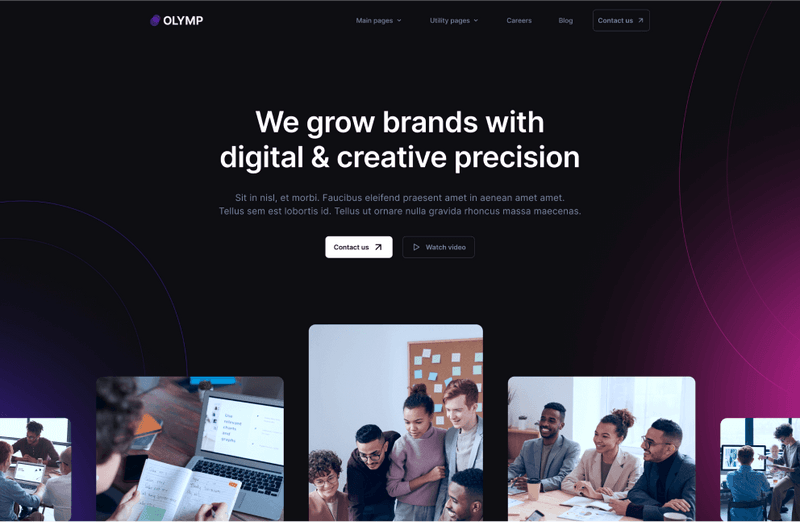 OLYMP
Main pages
Utility pages
Careers
Blog
Contact us
We grow brands with
digital & creative precision
Sit in nisl, et morbi. Faucibus eleifend praesent amet in aenean amet amet.
Tellus sem est lobortis id. Tellus ut ornare nulla gravida rhoncus massa maecenas.
Contact us
Watch video